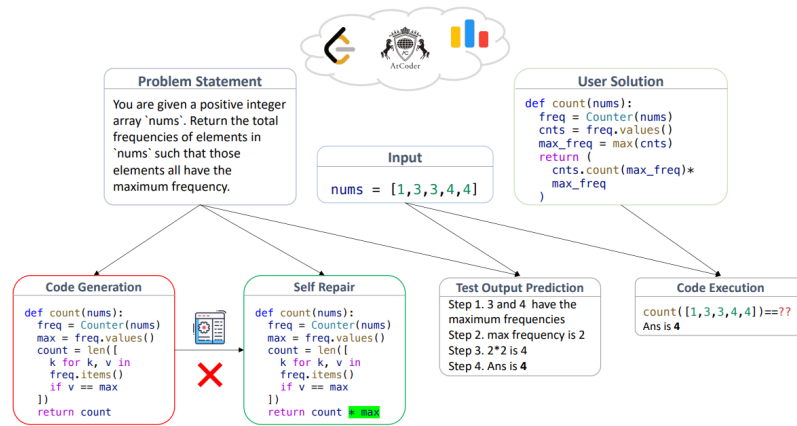 AtCoder
Problem Statement
You are given a positive integer
array `nums`. Return the total
frequencies of elements in
`nums` such that those
elements all have the
maximum frequency.
Input
nums = [1,3,3,4,4]
User Solution
def count(nums):
freq = Counter(nums)
cnts = freq.values()
max_freq = max(cnts)
return (
cnts.count(max_freq)*
max_freq
)
Code Generation
def count(nums):
freq = Counter(nums)
max = freq.values()
count = len([
k for k, v in
freq.items()
if v == max
])
return count
Self Repair
def count(nums):
freq = Counter(nums)
max = freq.values()
count = len([
k for k, v in
freq.items()
if v == max
])
return count * max
Test Output Prediction
Step 1. 3 and 4 have the
maximum frequencies
Step 2. max frequency is 2
Step 3. 2*2 is 4
Step 4. Ans is 4
Code Execution
count([1,3,3,4,4])==??
Ans is 4